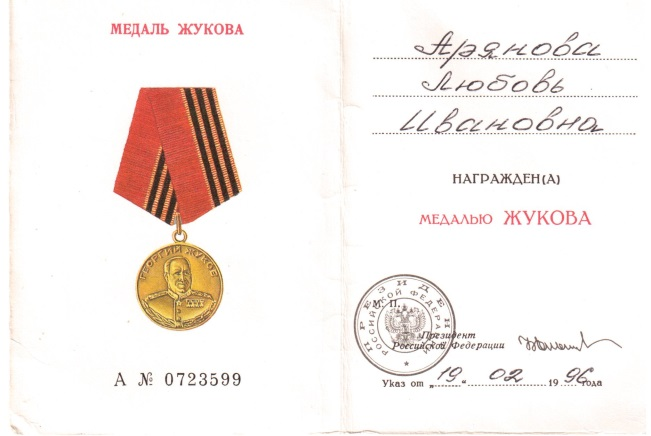 МЕДАЛЬ ЖУКОВА
ГЕОРГИЙ ЖУКОВ
А № 0723599
Арянова
Любовь
Ивановна
НАГРАЖДЕН(А)
МЕДАЛЬЮ ЖУКОВА
ПРЕЗИДЕНТ
РОССИЙСКОЙ ФЕДЕРАЦИИ
М. П.
Президент
Российской Федерации
Указ от „19" 02 1996 года